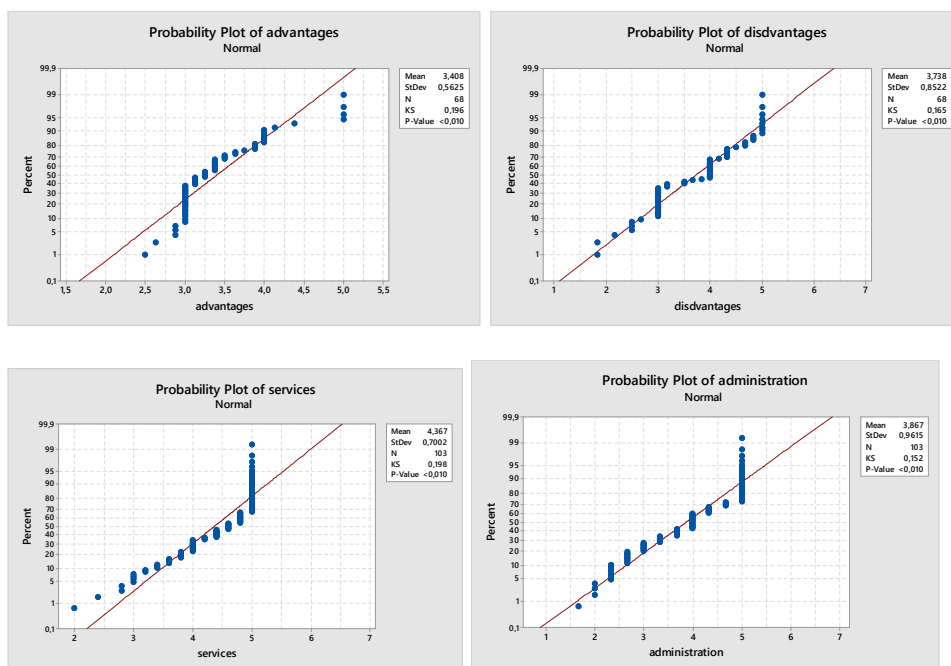 Probability Plot of advantages
Normal
99,9
99
95
90
80
70
60
50
40
30
20
10
5
1
0,1
Percent
1,5 2,0 2,5 3,0 3,5 4,0 4,5 5,0 5,5
advantages
Mean 3,408
StDev 0,5625
N 68
KS 0,196
P-Value <0,010
Probability Plot of disdvantages
Normal
99,9
99
95
90
80
70
60
50
40
30
20
10
5
1
0,1
Percent
1 2 3 4 5 6 7
disdvantages
Mean 3,738
StDev 0,8522
N 68
KS 0,165
P-Value <0,010
Probability Plot of services
Normal
99,9
99
95
90
80
70
60
50
40
30
20
10
5
1
0,1
Percent
2 3 4 5 6 7
services
Mean 4,367
StDev 0,7002
N 103
KS 0,198
P-Value <0,010
Probability Plot of administration
Normal
99,9
99
95
90
80
70
60
50
40
30
20
10
5
1
0,1
Percent
1 2 3 4 5 6 7
administration
Mean 3,867
StDev 0,9615
N 103
KS 0,152
P-Value <0,010